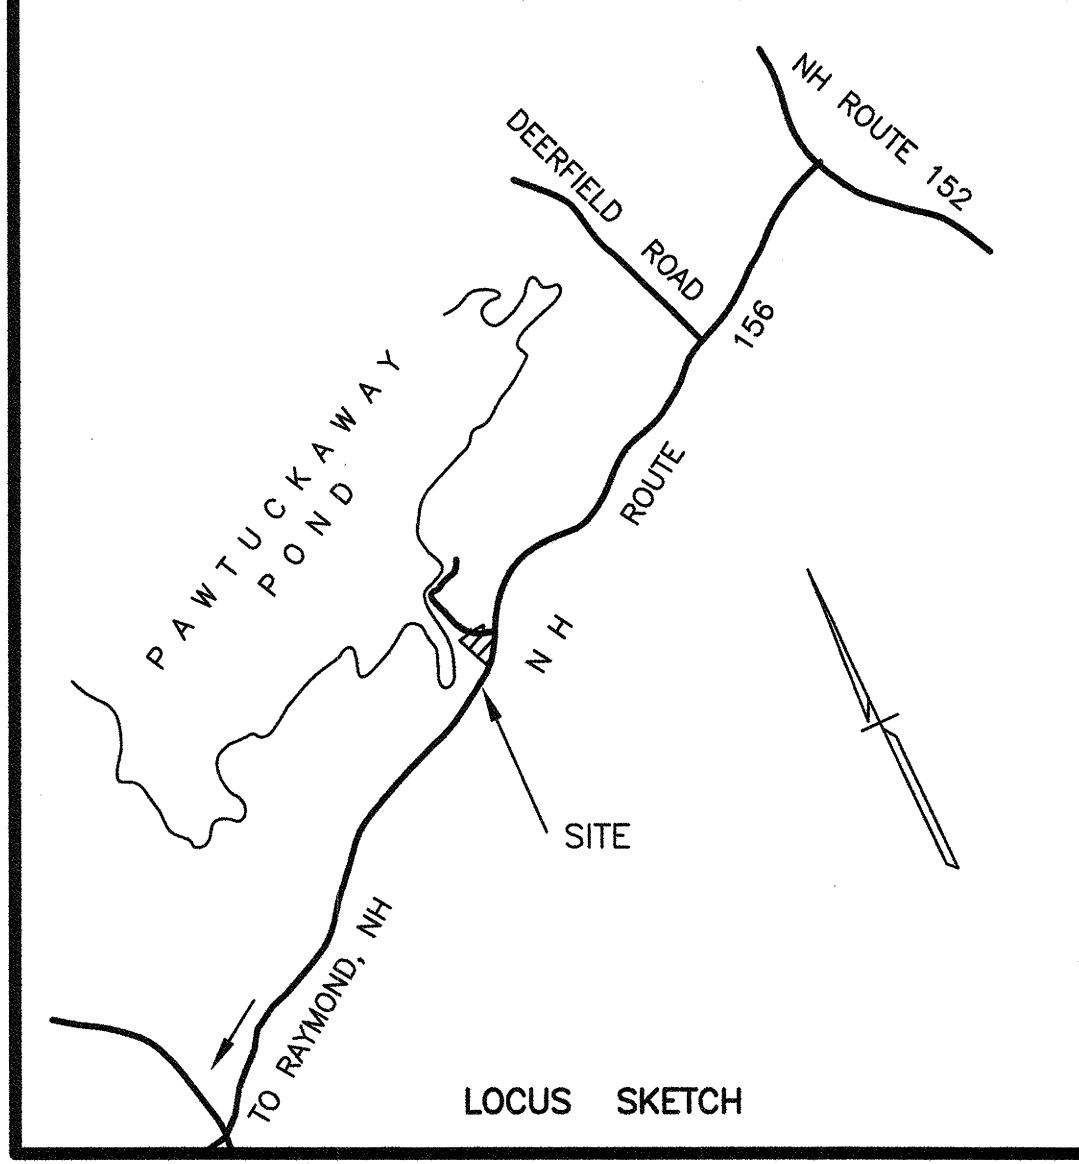 NH ROUTE 152
DEERFIELD ROAD
PAWTUCKAWAY
POND
NH ROUTE 156
SITE
TO RAYMOND, NH
LOCUS SKETCH